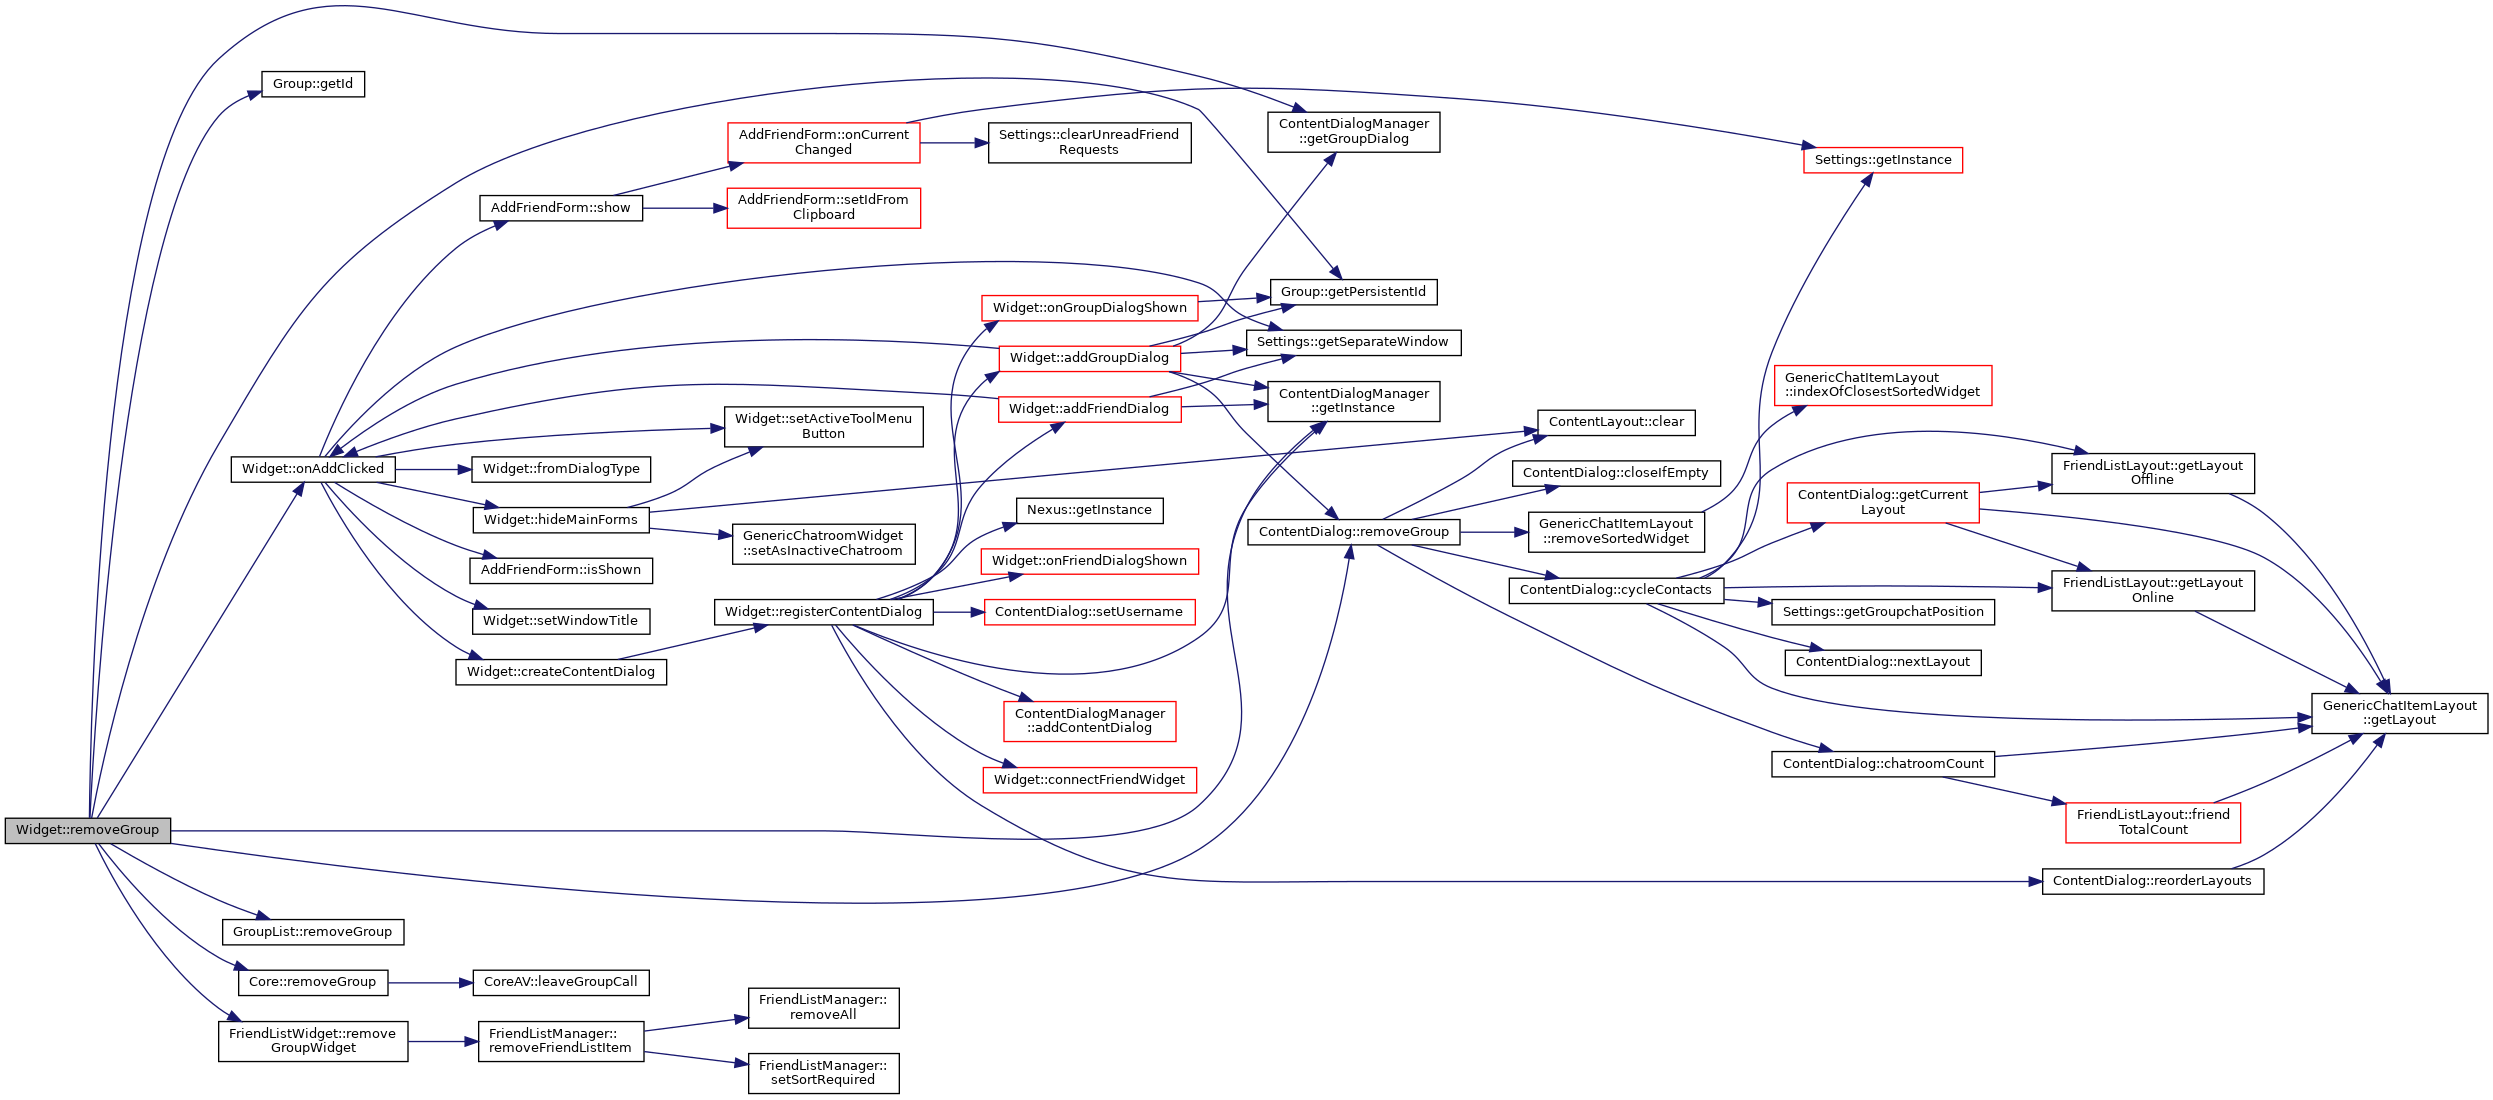 Widget::removeGroup
Group::getId
Widget::onAddClicked
GroupList::removeGroup
Core::removeGroup
FriendListWidget::remove
GroupWidget
AddFriendForm::show
Widget::fromDialogType
Widget::hideMainForms
AddFriendForm::isShown
Widget::setWindowTitle
Widget::createContentDialog
CoreAV::leaveGroupCall
FriendListManager::
removeFriendListItem
AddFriendForm::onCurrent
Changed
AddFriendForm::setIdFrom
Clipboard
Widget::setActiveToolMenu
Button
GenericChatroomWidget
::setAsInactiveChatroom
Widget::registerContentDialog
FriendListManager::
removeAll
FriendListManager::
setSortRequired
Settings::clearUnreadFriend
Requests
Widget::onGroupDialogShown
Widget::addGroupDialog
Widget::addFriendDialog
Nexus::getInstance
Widget::onFriendDialogShown
ContentDialog::setUsername
ContentDialogManager
::addContentDialog
Widget::connectFriendWidget
ContentDialogManager
::getGroupDialog
Group::getPersistentId
Settings::getSeparateWindow
ContentDialogManager
::getInstance
ContentDialog::removeGroup
ContentLayout::clear
ContentDialog::closeIfEmpty
GenericChatItemLayout
::removeSortedWidget
ContentDialog::cycleContacts
Settings::getInstance
GenericChatItemLayout
::indexOfClosestSortedWidget
ContentDialog::getCurrent
Layout
Settings::getGroupchatPosition
ContentDialog::nextLayout
ContentDialog::chatroomCount
FriendListLayout::getLayout
Offline
FriendListLayout::getLayout
Online
FriendListLayout::friend
TotalCount
ContentDialog::reorderLayouts
GenericChatItemLayout
::getLayout